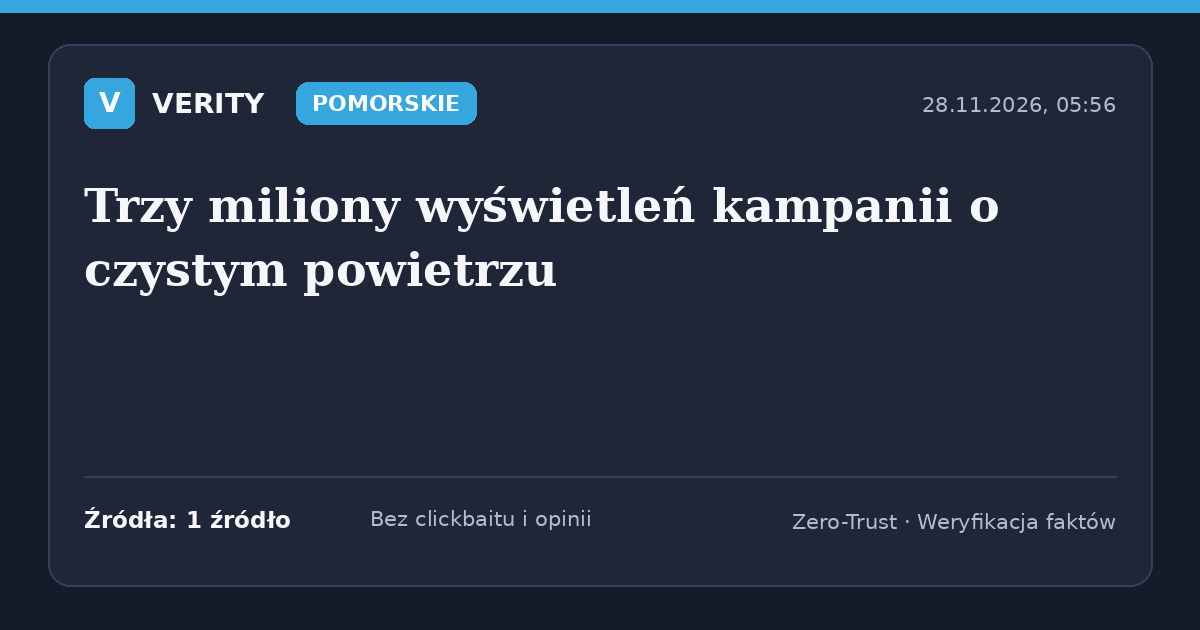 V VERITY POMORSKIE 28.11.2026, 05:56
Trzy miliony wyświetleń kampanii o
czystym powietrzu
Źródła: 1 źródło Bez clickbaitu i opinii Zero-Trust · Weryfikacja faktów